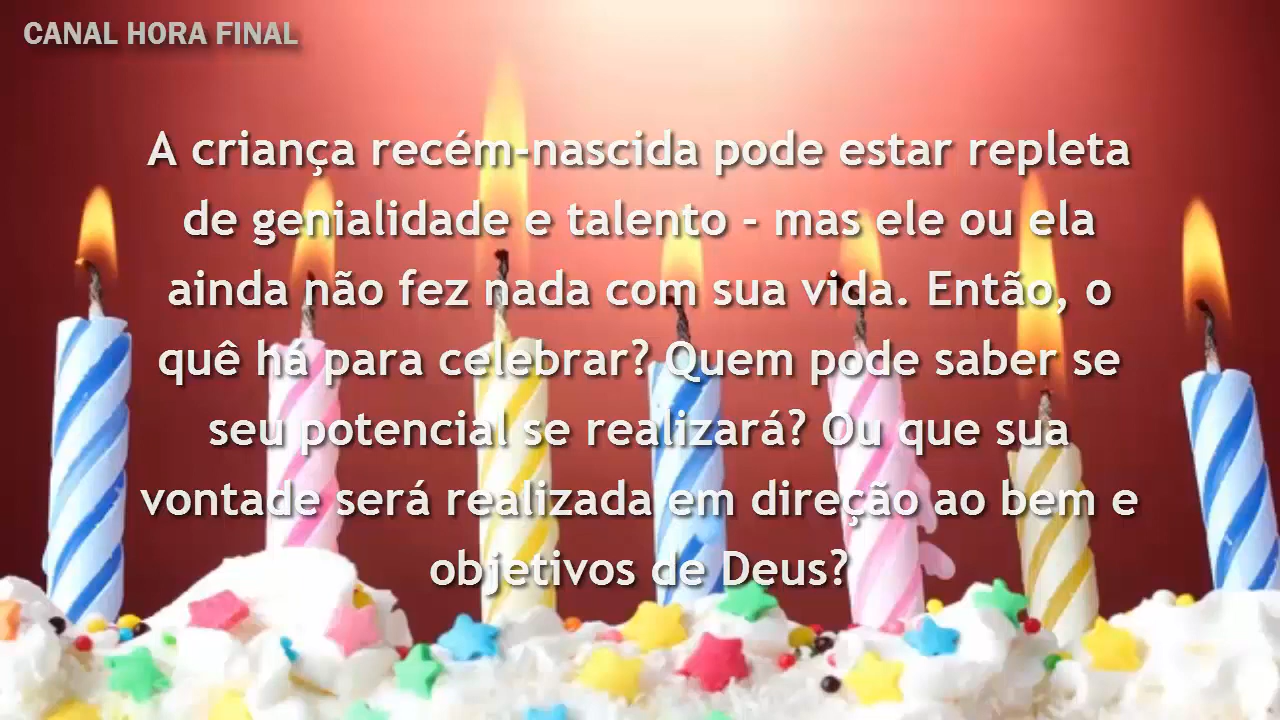 CANAL HORA FINAL
A criança recém-nascida pode estar repleta
de genialidade e talento - mas ele ou ela
ainda não fez nada com sua vida. Então, o
quê há para celebrar? Quem pode saber se
seu potencial se realizará? Ou que sua
vontade será realizada em direção ao bem e
objetivos de Deus?